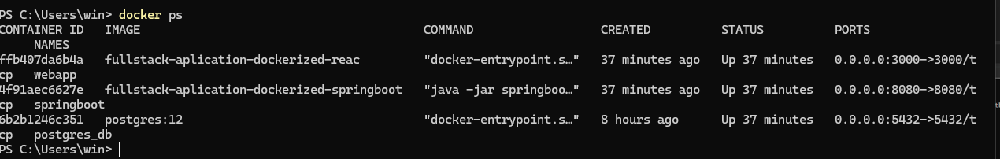 PS C:\Users\win> docker ps
CONTAINER ID   IMAGE                                        COMMAND                  CREATED          STATUS          PORTS
     NAMES
ffb407da6b4a   fullstack-aplication-dockerized-reac         "docker-entrypoint.s…"   37 minutes ago   Up 37 minutes   0.0.0.0:3000->3000/t
cp   webapp
4f91aec6627e   fullstack-aplication-dockerized-springboot   "java -jar springboo…"   37 minutes ago   Up 37 minutes   0.0.0.0:8080->8080/t
cp   springboot
6b2b1246c351   postgres:12                                  "docker-entrypoint.s…"   8 hours ago      Up 37 minutes   0.0.0.0:5432->5432/t
cp   postgres_db
PS C:\Users\win>